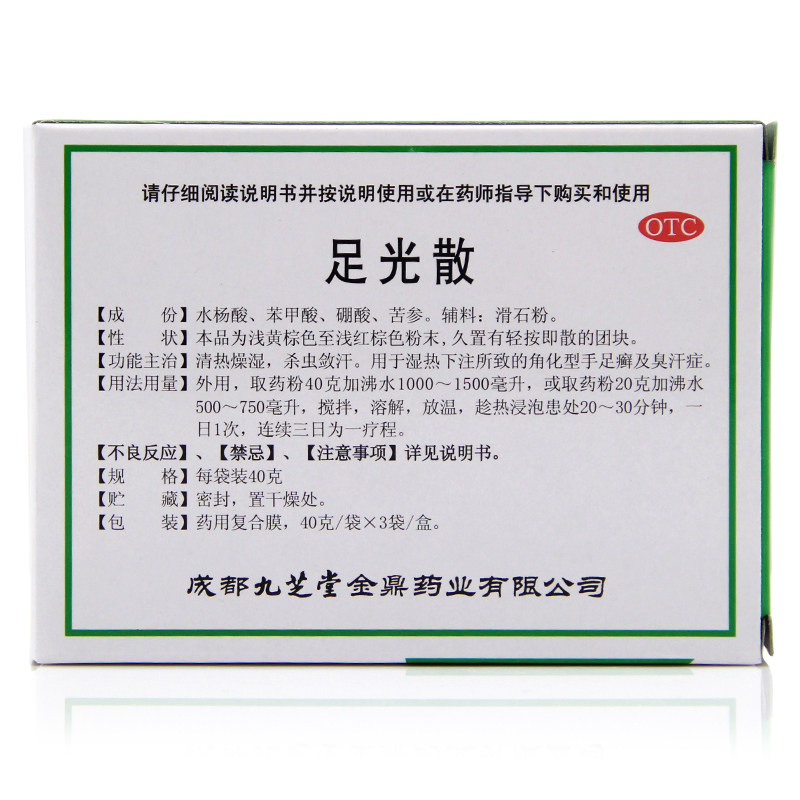 请仔细阅读说明书并按说明使用或在药师指导下购买和使用
OTC
足光散
【成　份】水杨酸、苯甲酸、硼酸、苦参。辅料：滑石粉。
【性　状】本品为浅黄棕色至浅红棕色粉末,久置有轻按即散的团块。
【功能主治】清热燥湿，杀虫敛汗。用于湿热下注所致的角化型手足癣及臭汗症。
【用法用量】外用，取药粉40克加沸水1000～1500毫升，或取药粉20克加沸水
500～750毫升，搅拌，溶解，放温，趁热浸泡患处20～30分钟，一
日1次，连续三日为一疗程。
【不良反应】、【禁忌】、【注意事项】详见说明书。
【规　格】每袋装40克
【贮　藏】密封，置干燥处。
【包　装】药用复合膜，40克/袋×3袋/盒。
成都九芝堂金鼎药业有限公司